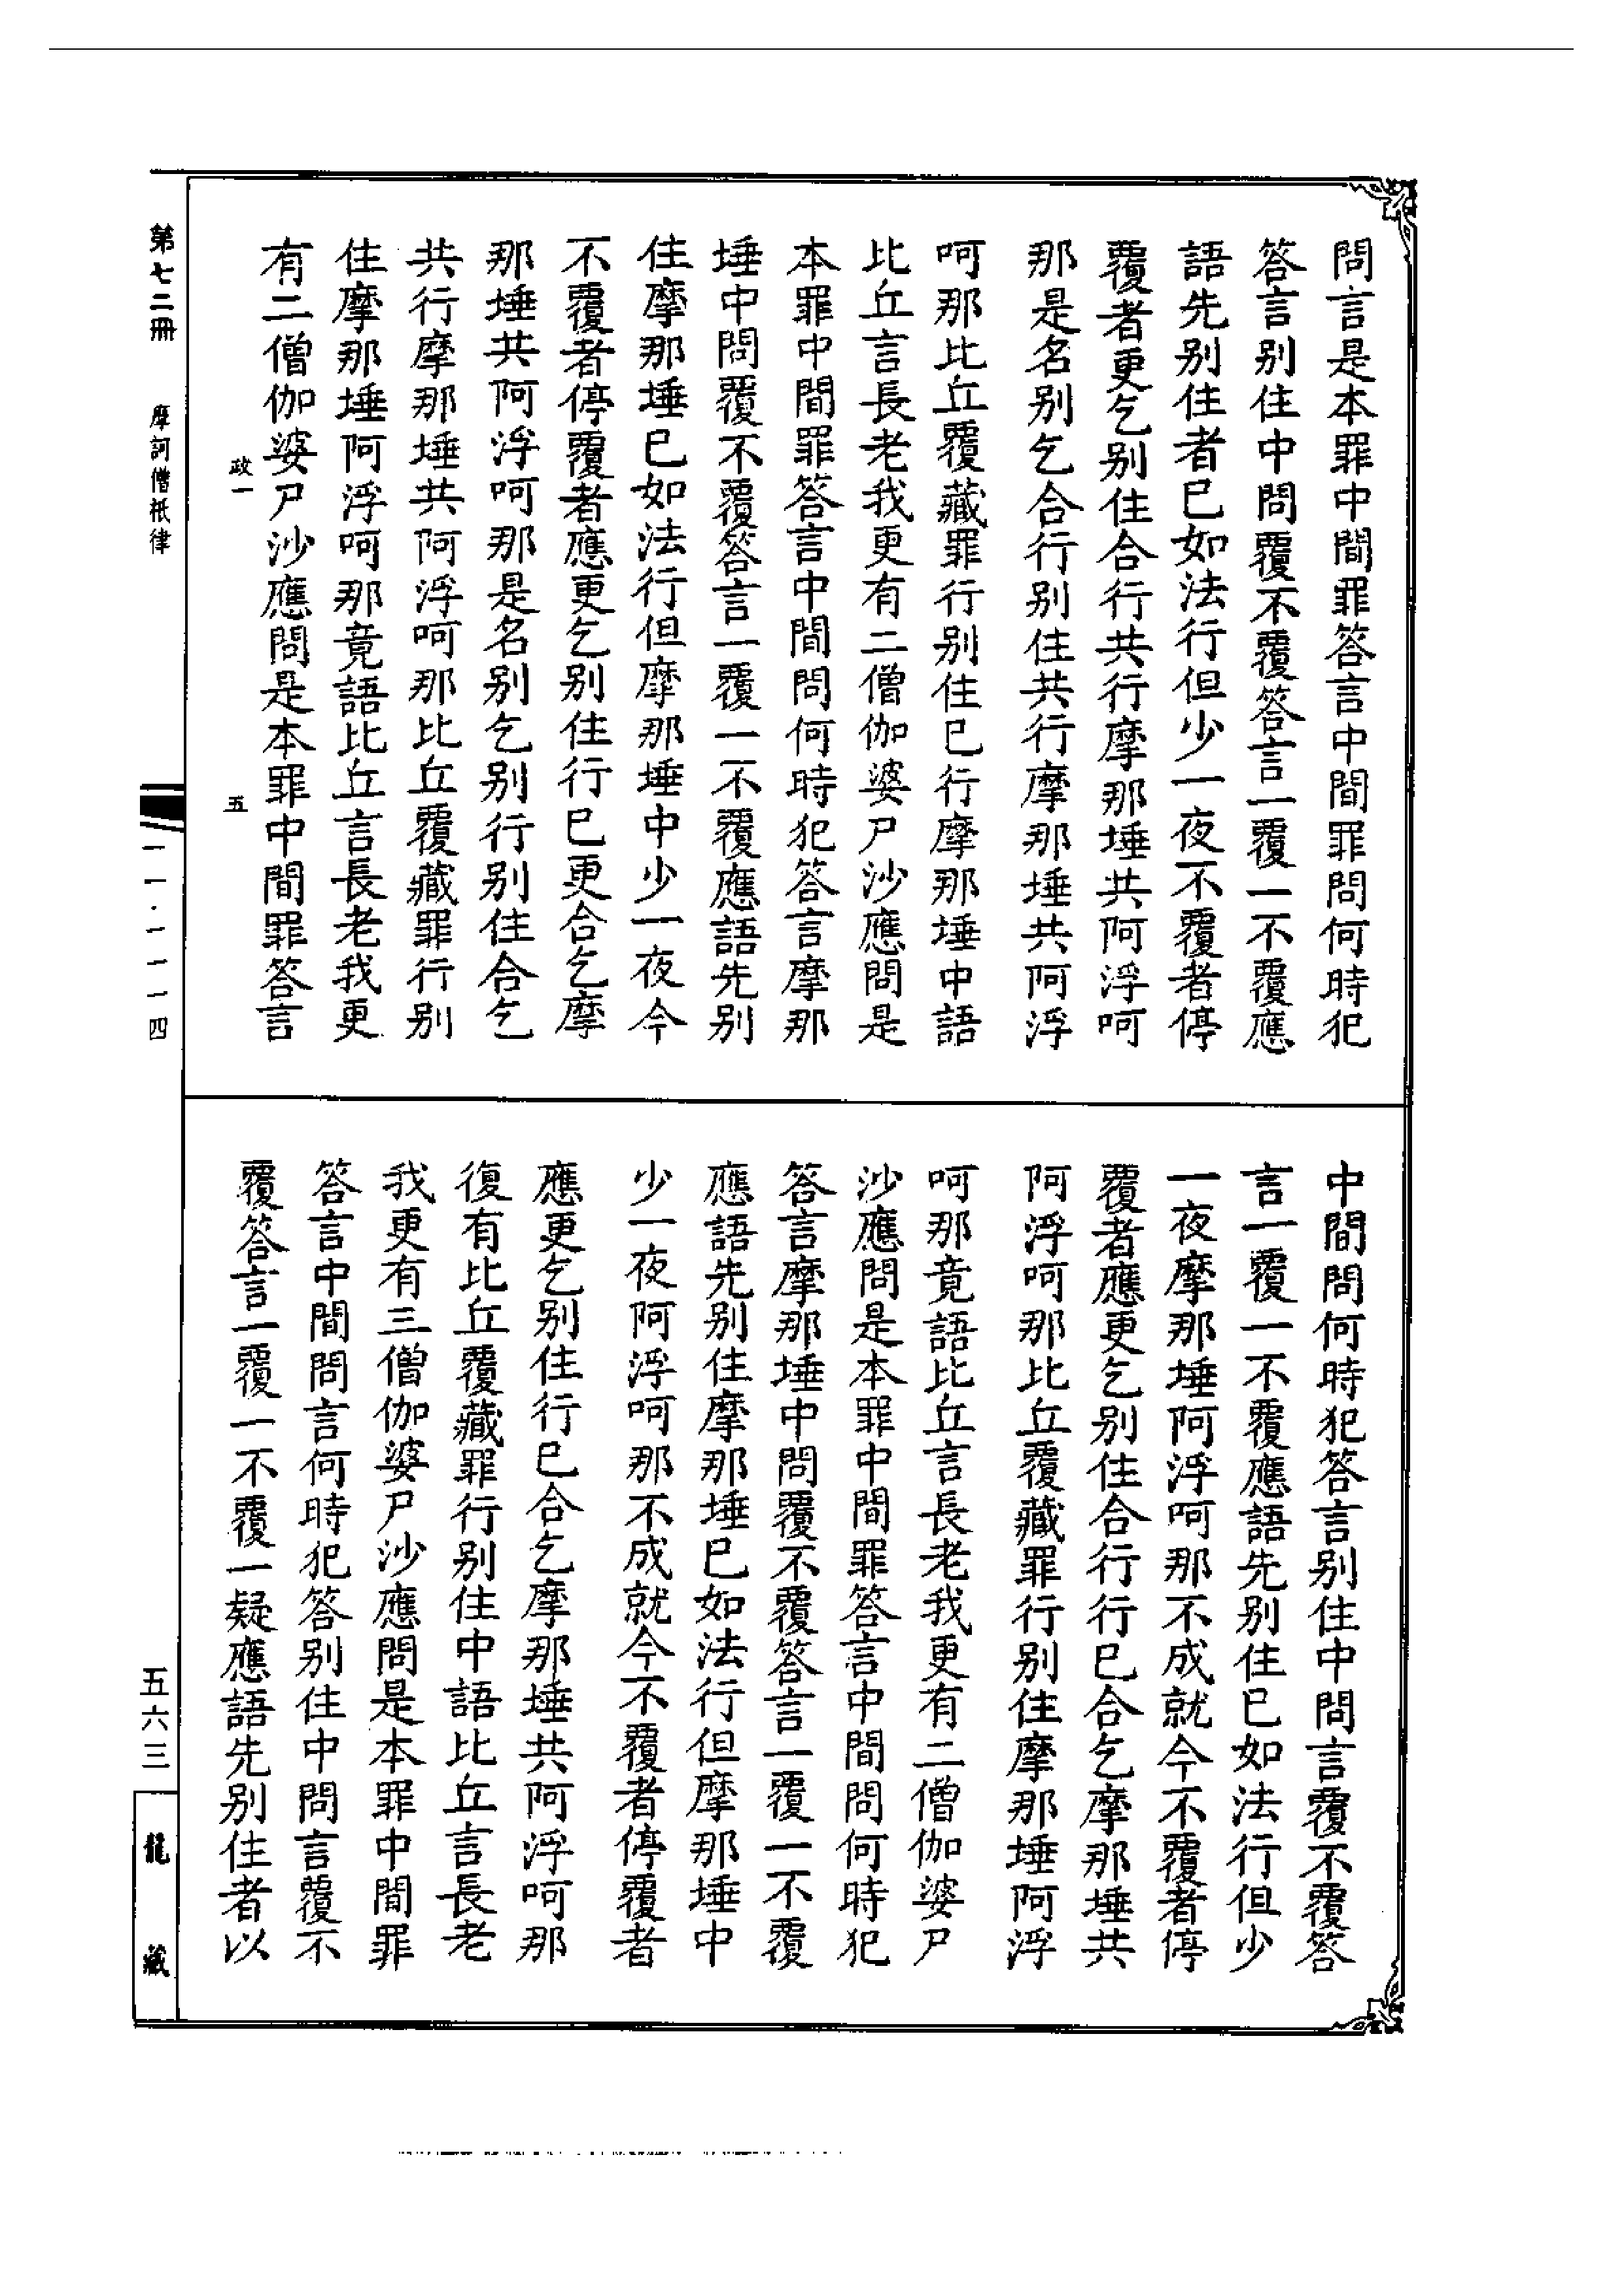 問言是本罪中間罪答言中間罪問何時犯
答言别住中問覆不覆答言一覆一不覆應
語先别住者已如法行但少一夜不覆者停
覆者更乞别住合行共行摩那埵共阿浮呵
那是名别乞合行别住共行摩那埵共阿浮
呵那比丘覆藏罪行别住已行摩那埵中語
比丘言長老我更有二僧伽婆尸沙應問是
本罪中間罪答言中間問何時犯答言摩那
埵中問覆不覆答言一覆一不覆應語先别
住摩那埵已如法行但摩那埵中少一夜今
不覆者停覆者應更乞别住行已更合乞摩
那埵共阿浮呵那是名别乞别行别住合乞
共行摩那埵共阿浮呵那比丘覆藏罪行别
住摩那埵阿浮呵那竟語比丘言長老我更
有二僧伽婆尸沙應問是本罪中間罪答言
政一
五
中間問何時犯答言别住中問言覆不覆答
言一覆一不覆應語先别住已如法行但少
一夜摩那埵阿浮呵那不成就今不覆者停
覆者應更乞别住合行行已合乞摩那埵共
阿浮呵那比丘覆藏罪行别住摩那埵阿浮
呵那竟語比丘言長老我更有二僧伽婆尸
沙應問是本罪中間罪答言中間問何時犯
答言摩那埵中問覆不覆答言一覆一不覆
應語先别住摩那埵已如法行但摩那埵中
少一夜阿浮呵那不成就今不覆者停覆者
應更乞别住行已合乞摩那埵共阿浮呵那
復有比丘覆藏罪行别住中語比丘言長老
我更有三僧伽婆尸沙應問是本罪中間罪
答言中間問言何時犯答别住中問言覆不
覆答言一覆一不覆一疑應語先别住者以
第七二冊
摩訶僧祇律
一一·一一一四
五六三
龍藏